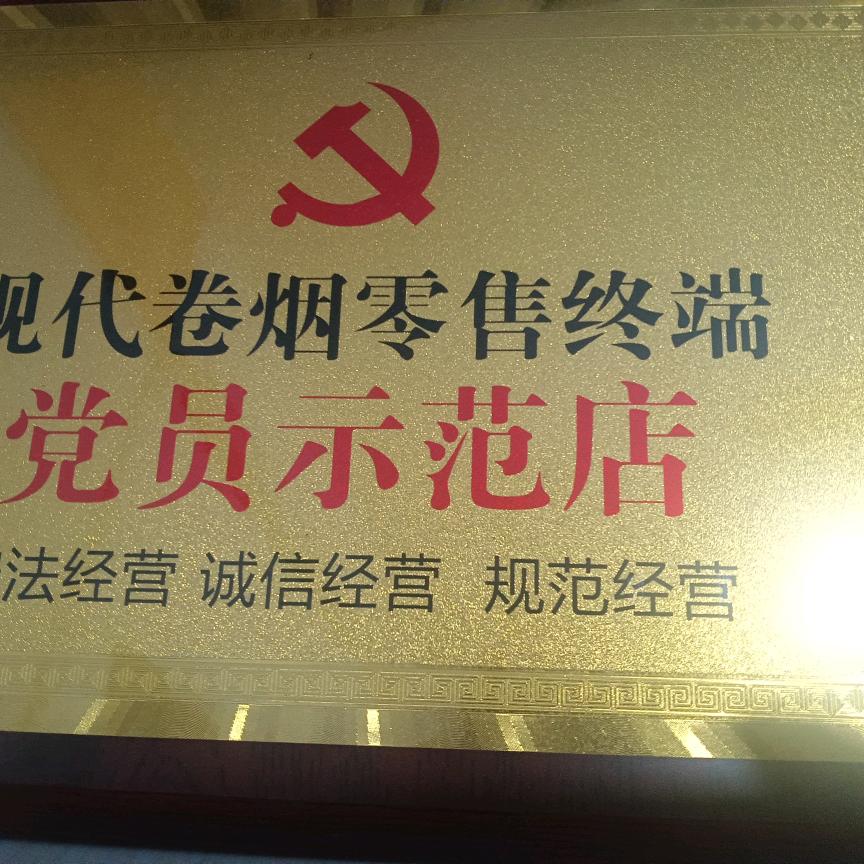 现代卷烟零售终端
党员示范店
法经营 诚信经营 规范经营